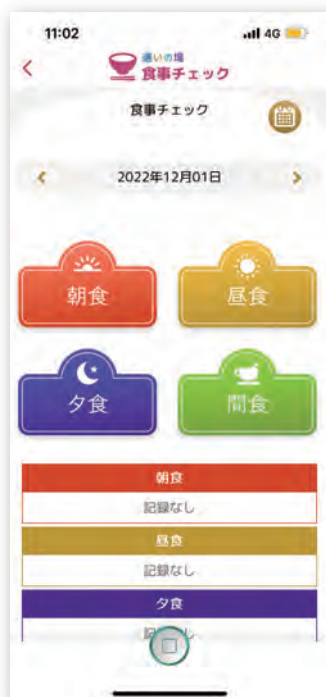 11:02
4G
通いの場
食事チェック
食事チェック
2022年12月01日
朝食
昼食
夕食
間食
朝食
記録なし
昼食
記録なし
夕食